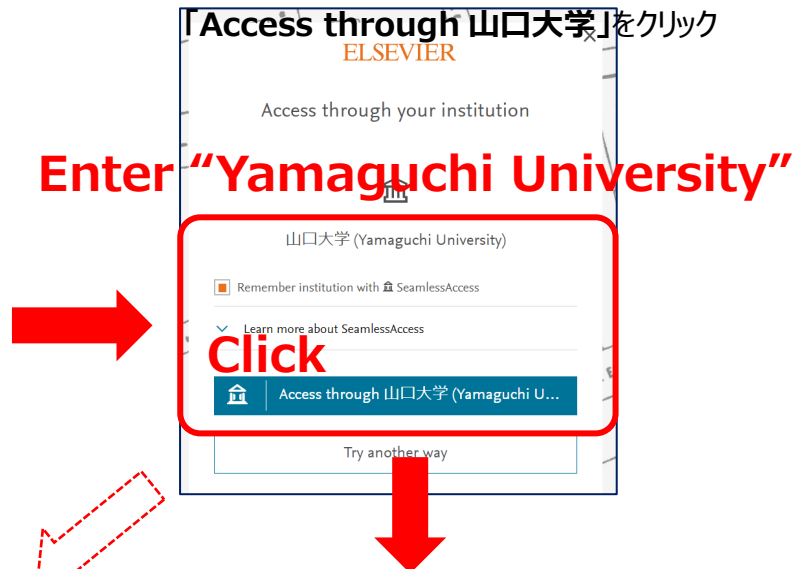 「Access through 山口大学」をクリック
ELSEVIER
Access through your institution
Enter “Yamaguchi University”
山口大学 (Yamaguchi University)
Remember institution with SeamlessAccess
Learn more about SeamlessAccess
Click
Access through 山口大学 (Yamaguchi U...
Try another way